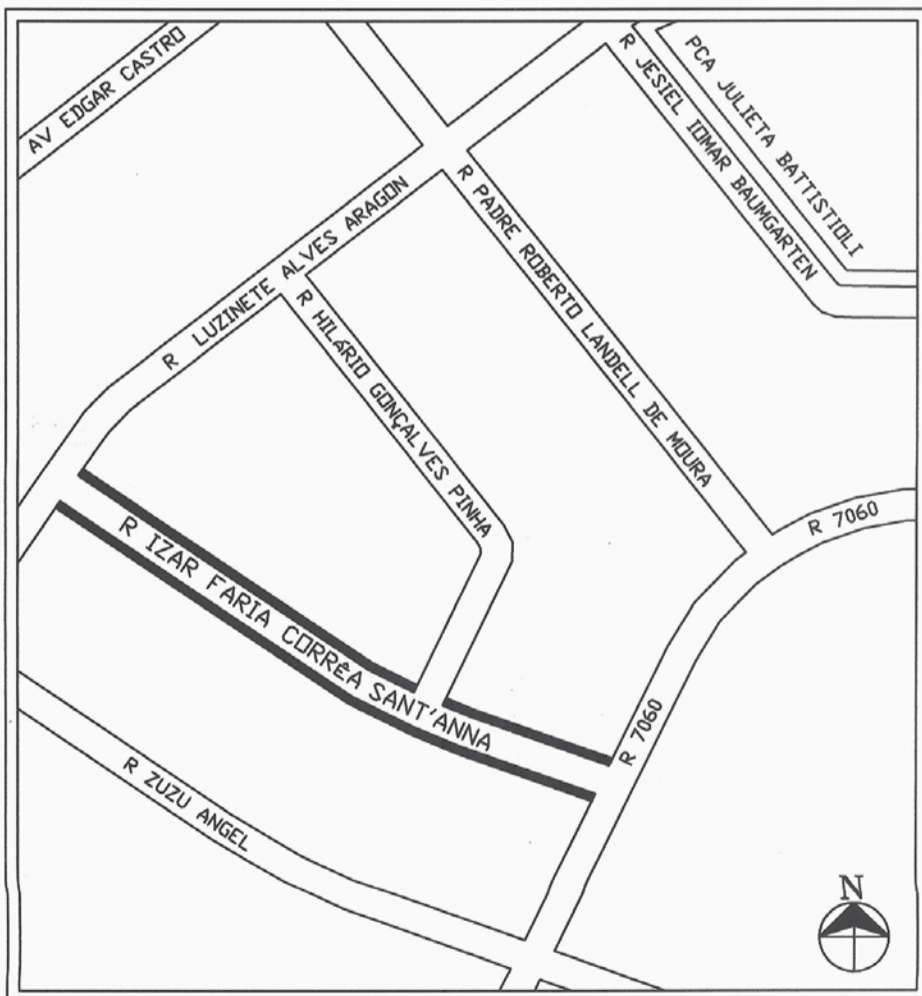 AV EDGAR CASTRO
R JESIEL IOMAR BAUMGARTEN
PCA JULIETA BATTISTIOLI
R LUZINETE ALVES ARAGON
R PADRE ROBERTO LANDELL DE MOURA
R HILÁRIO GONÇALVES PINHA
R 7060
R IZAR FARIA CORRÊA SANT'ANNA
R 7060
R ZUZU ANGEL
N